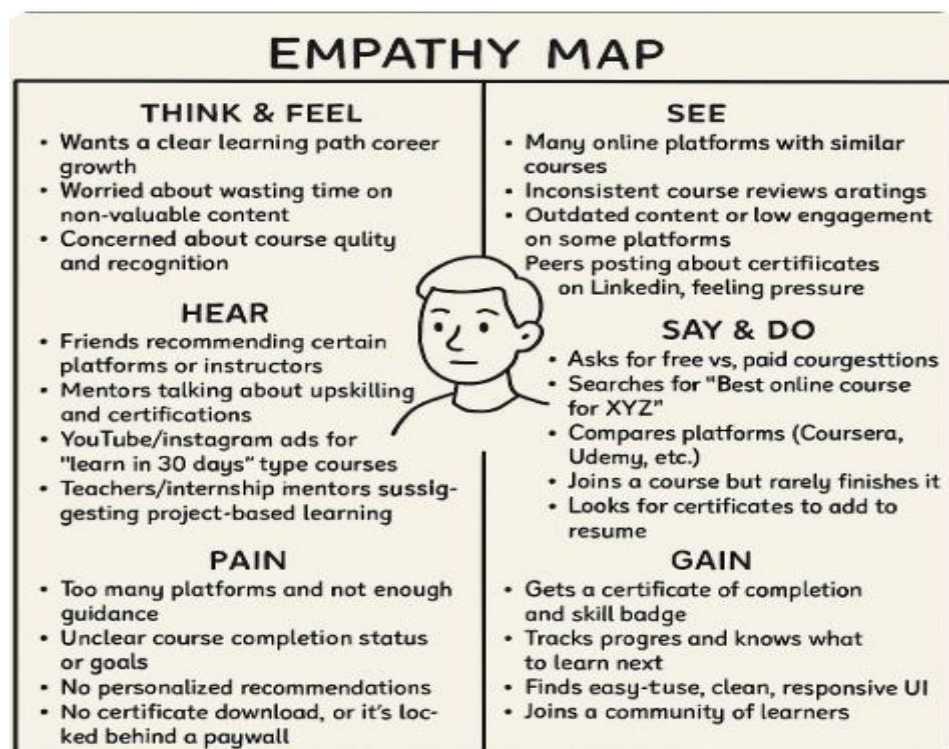 EMPATHY MAP
THINK & FEEL
• Wants a clear learning path coreer
growth
• Worried about wasting time on
non-valuable content
• Concerned about course qulity
and recognition
HEAR
• Friends recommending certain
platforms or instructors
• Mentors talking about upskilling
and certifications
• YouTube/instagram ads for
"learn in 30 days" type courses
• Teachers/internship mentors sussig-
gesting project-based learning
PAIN
• Too many platforms and not enough
guidance
• Unclear course completion status
or goals
• No personalized recommendations
• No certificate download, or it's loc-
ked behind a paywall
SEE
• Many online platforms with similar
courses
• Inconsistent course reviews aratings
• Outdated content or low engagement
on some platforms
Peers posting about certifiicates
on Linkedin, feeling pressure
SAY & DO
• Asks for free vs, paid courgesttions
• Searches for "Best online course
for XYZ"
• Compares platforms (Coursera,
Udemy, etc.)
• Joins a course but rarely finishes it
• Looks for certificates to add to
resume
GAIN
• Gets a certificate of completion
and skill badge
• Tracks progres and knows what
to learn next
• Finds easy-tuse, clean, responsive UI
• Joins a community of learners